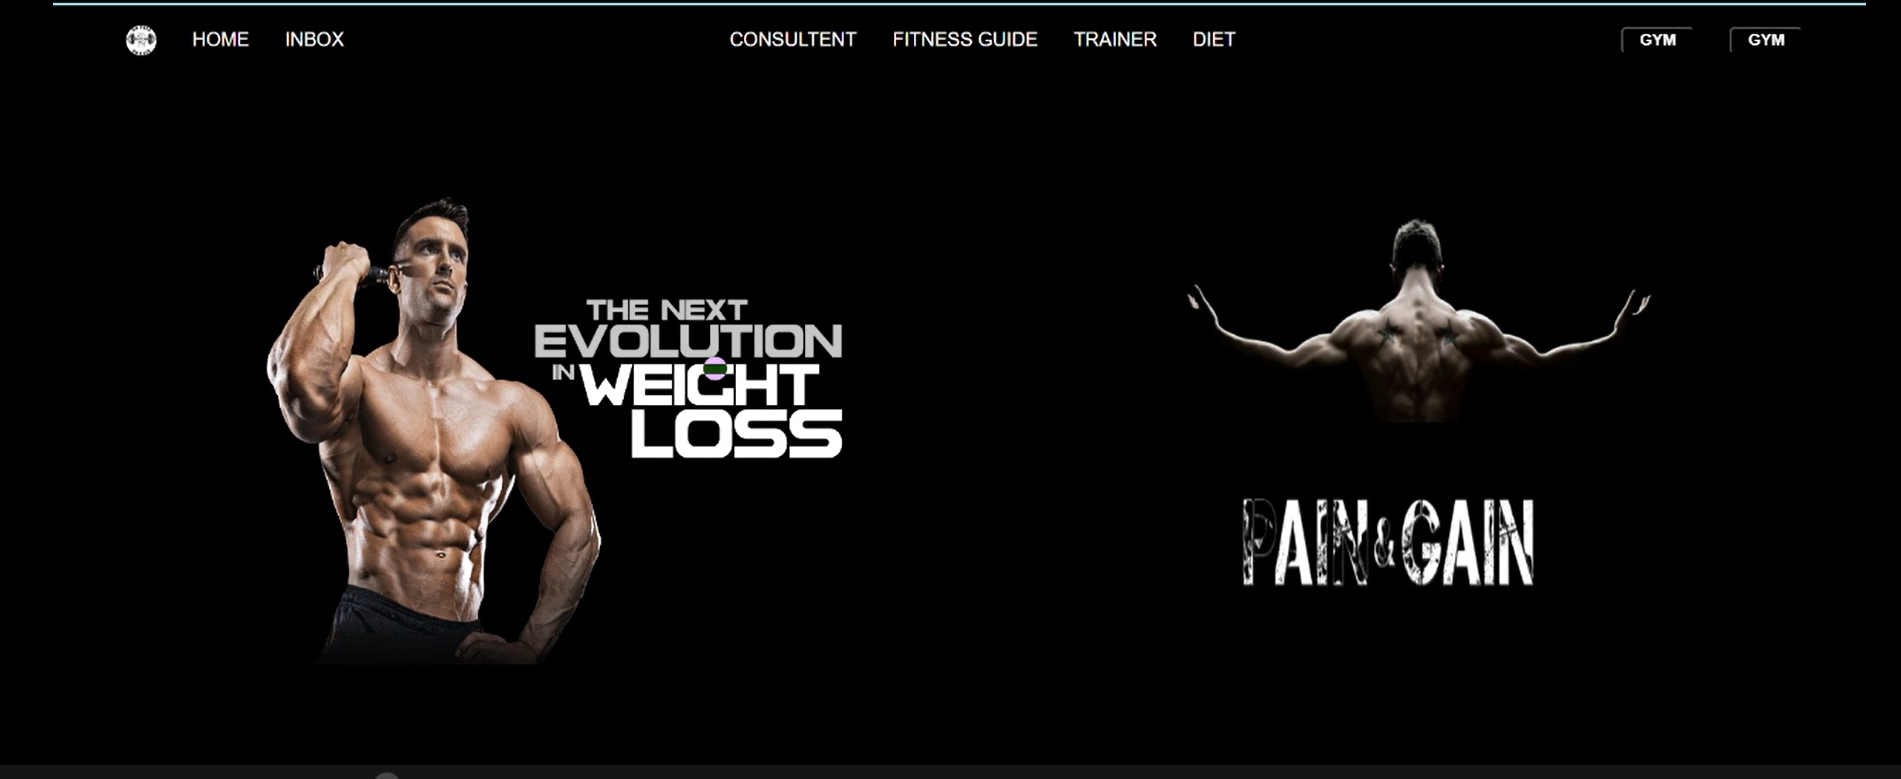 HOME INBOX CONSULTENT FITNESS GUIDE TRAINER DIET GYM GYM
THE NEXT
EVOLUTION
IN WEIGHT
LOSS
PAIN & GAIN